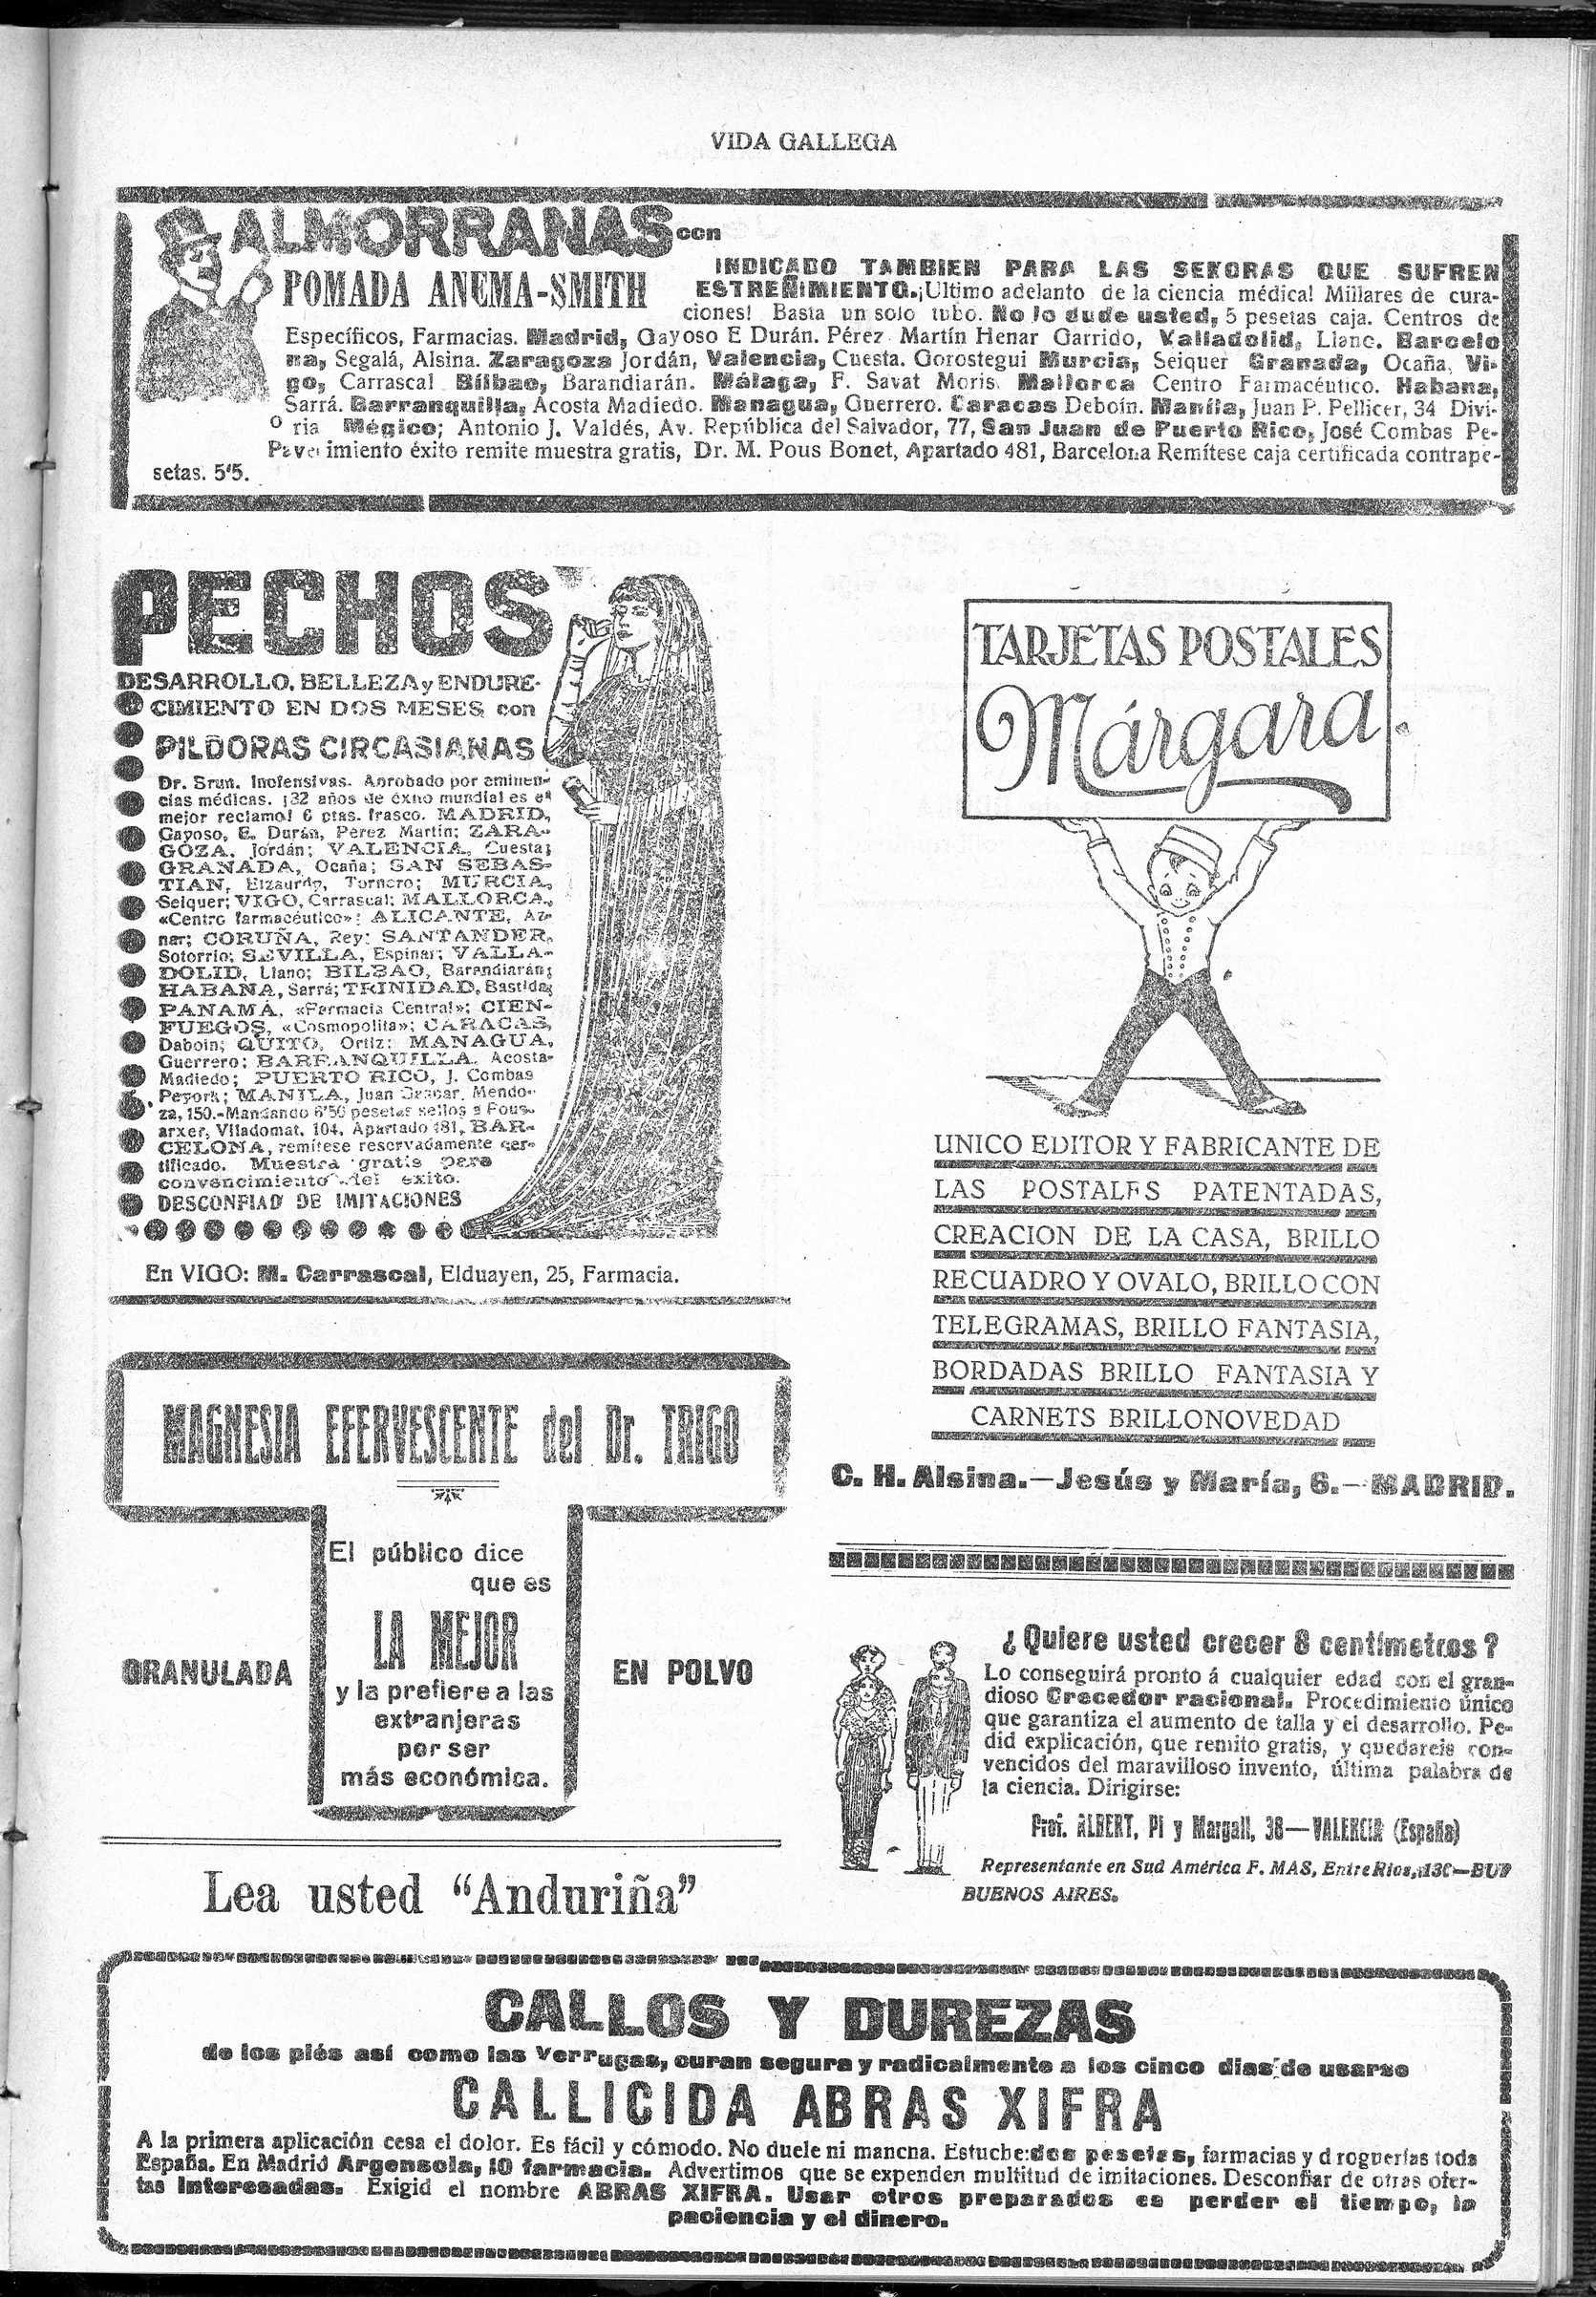 VIDA GALLEGA
ALMORRANAS con
POMADA ANEMA-SMITH
INDICADO TAMBIEN PARA LAS SEÑORAS QUE SUFREN
ESTREÑIMIENTO. ¡Ultimo adelanto de la ciencia médica! Millares de cura-
ciones! Basta un solo tubo. No lo dude usted, 5 pesetas caja. Centros de
Específicos, Farmacias. Madrid, Gayoso E Durán. Pérez Martín Henar Garrido, Valladolid, Llano. Barcelo
na, Segalá, Alsina. Zaragoza Jordán, Valencia, Cuesta. Gorostegui Murcia, Seiquer Granada, Ocaña, Vi-
go, Carrascal Bilbao, Barandiarán. Málaga, F. Savat Moris. Mallorca Centro Farmacéutico. Habana,
Sarrá. Barranquilla, Acosta Madiedo. Managua, Guerrero. Caracas Deboín. Manila, Juan P. Pellicer, 34 Divi-
o ria Mégico; Antonio J. Valdés, Av. República del Salvador, 77, San Juan de Puerto Rico, José Combas Pe-
imiento éxito remite muestra gratis, Dr. M. Pous Bonet, Apartado 481, Barcelona Remítese caja certificada contrape-
setas. 5'5.
PECHOS
DESARROLLO, BELLEZA y ENDURE-
CIMIENTO EN DOS MESES con
PILDORAS CIRCASIANAS
Dr. Brun. Inofensivas. Aprobado por eminen-
cias médicas. ¡32 años de éxito mundial es el
mejor reclamo! 6 ptas. frasco. MADRID,
Gayoso, E. Durán, Perez Martin; ZARA-
GOZA, Jordán; VALENCIA, Cuesta;
GRANADA, Ocaña; SAN SEBAS-
TIAN, Elzaurdy, Tornero; MURCIA,
Seiquer; VIGO, Carrascal; MALLORCA,
«Centro farmacéutico»; ALICANTE, Az-
nar; CORUÑA, Rey; SANTANDER,
Sotorrio; SEVILLA, Espinar; VALLA-
DOLID, Llano; BILBAO, Barandiarán;
HABANA, Sarrá; TRINIDAD, Bastida;
PANAMÁ, «Farmacia Central»; CIEN-
FUEGOS, «Cosmopolita»; CARACAS,
Daboin; QUITO, Ortiz; MANAGUA,
Guerrero; BARRANQUILLA, Acosta-
Madiedo; PUERTO RICO, J. Combas
Peyork; MANILA, Juan Gaspar, Mendo-
za, 150.-Mandando 6'50 pesetas sellos a Pous-
arxer, Viladomat, 104, Apartado 481, BAR-
CELONA, remítese reservadamente cer-
tificado. Muestra gratis para
convencimiento del exito.
DESCONFIAD DE IMITACIONES
En VIGO: M. Carrascal, Elduayen, 25, Farmacia.
TARJETAS POSTALES
Márgara
UNICO EDITOR Y FABRICANTE DE
LAS POSTALES PATENTADAS,
CREACION DE LA CASA, BRILLO
RECUADRO Y OVALO, BRILLO CON
TELEGRAMAS, BRILLO FANTASIA,
BORDADAS BRILLO FANTASIA Y
CARNETS BRILLONOVEDAD
C. H. Alsina.—Jesús y María, 6.—MADRID.
MAGNESIA EFERVESCENTE del Dr. TRIGO
El público dice
que es
LA MEJOR
y la prefiere a las
extranjeras
por ser
más económica.
GRANULADA
EN POLVO
¿Quiere usted crecer 8 centímetros?
Lo conseguirá pronto á cualquier edad con el gran-
dioso Crecedor racional. Procedimiento único
que garantiza el aumento de talla y el desarrollo. Pe-
did explicación, que remito gratis, y quedareis con-
vencidos del maravilloso invento, última palabra de
la ciencia. Dirigirse:
Prof. ALBERT, Pi y Margall, 36—VALENCIA (España)
Representante en Sud América F. MAS, Entre Rios, 130—
BUENOS AIRES.
Lea usted “Anduriña”
CALLOS Y DUREZAS
de los piés así como las Verrugas, curan segura y radicalmente a los cinco dias de usarse
CALLICIDA ABRAS XIFRA
A la primera aplicación cesa el dolor. Es fácil y cómodo. No duele ni mancha. Estuche: dos pesetas, farmacias y droguerías toda
España. En Madrid Argensola, 10 farmacia. Advertimos que se expenden multitud de imitaciones. Desconfiar de otras ofer-
tas interesadas. Exigid el nombre ABRAS XIFRA. Usar otros preparados es perder el tiempo, la
paciencia y el dinero.